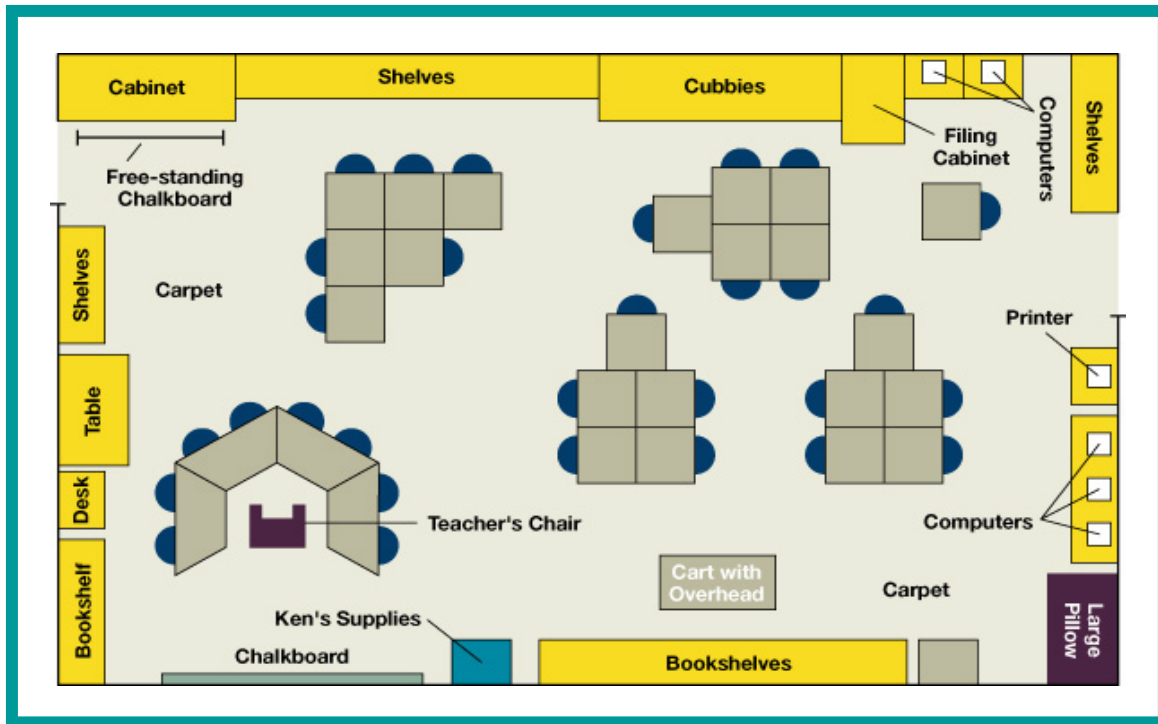 Cabinet
Shelves
Cubbies
Computers
Shelves
Filing
Cabinet
Free-standing
Chalkboard
Shelves
Carpet
Printer
Table
Desk
Teacher's Chair
Computers
Bookshelf
Cart with
Overhead
Carpet
Large
Pillow
Ken's Supplies
Chalkboard
Bookshelves